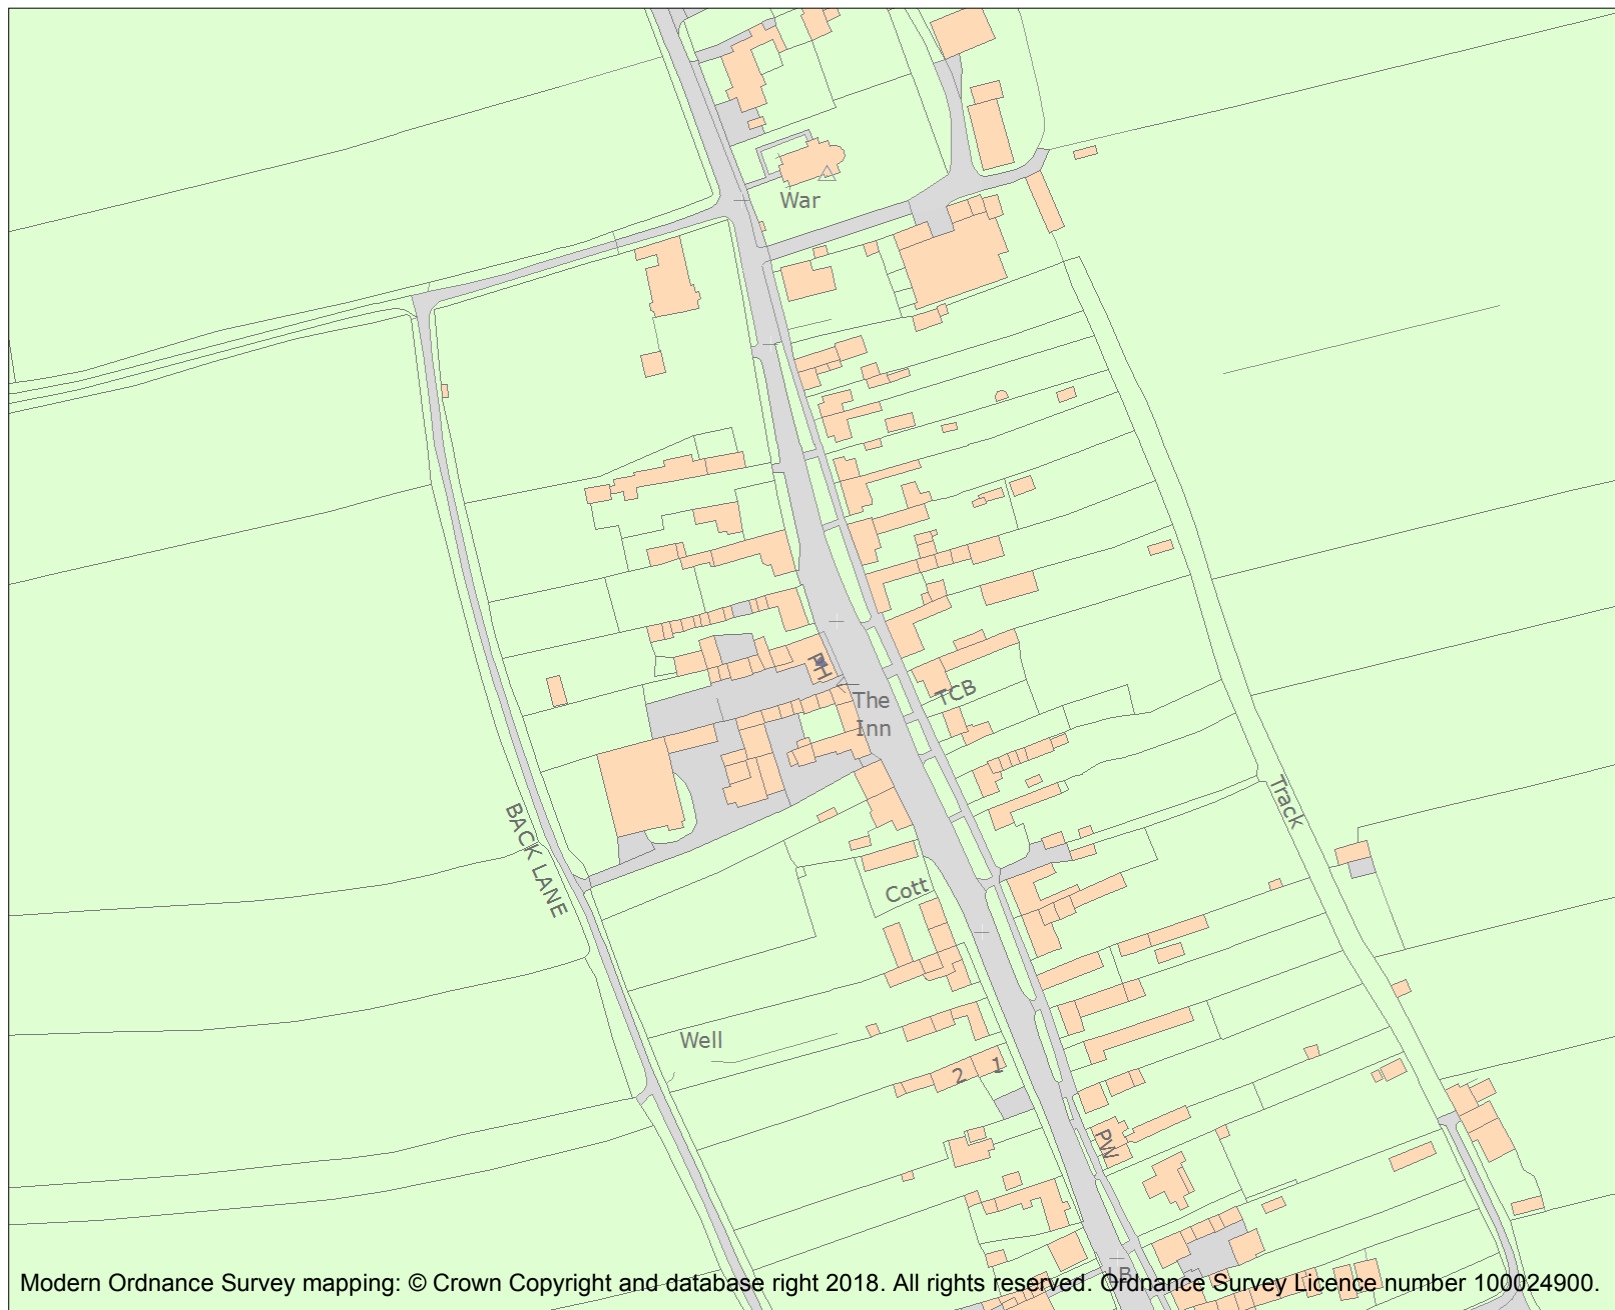 War
PH
TCB
The
Inn
Track
BACK LANE
Cott
Well
2
1
PW
LB
Modern Ordnance Survey mapping: © Crown Copyright and database right 2018. All rights reserved. Ordnance Survey Licence number 100024900.